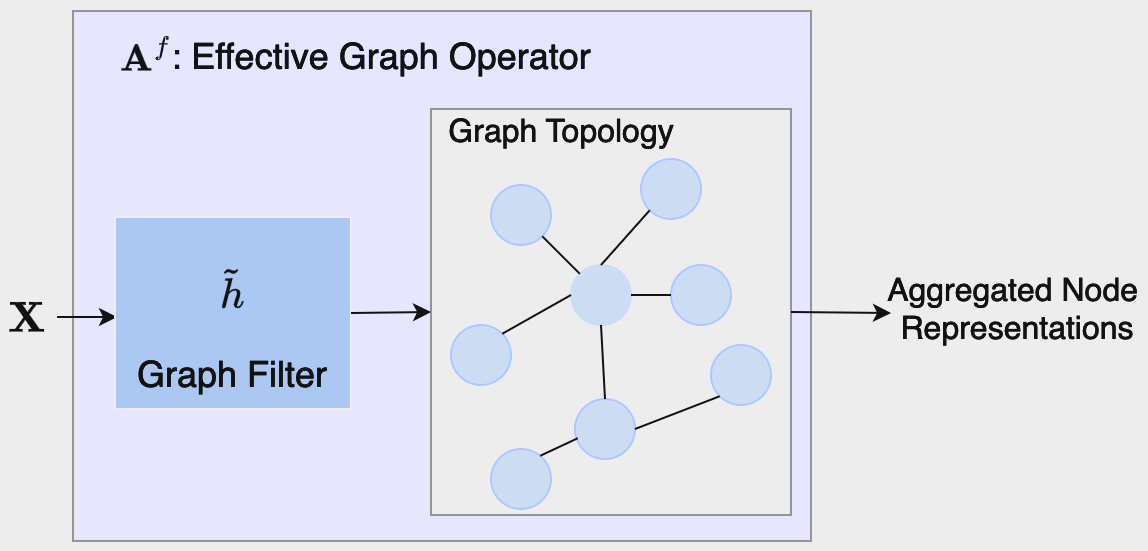 A^f: Effective Graph Operator
Graph Topology
h̃
Graph Filter
X
Aggregated Node
Representations